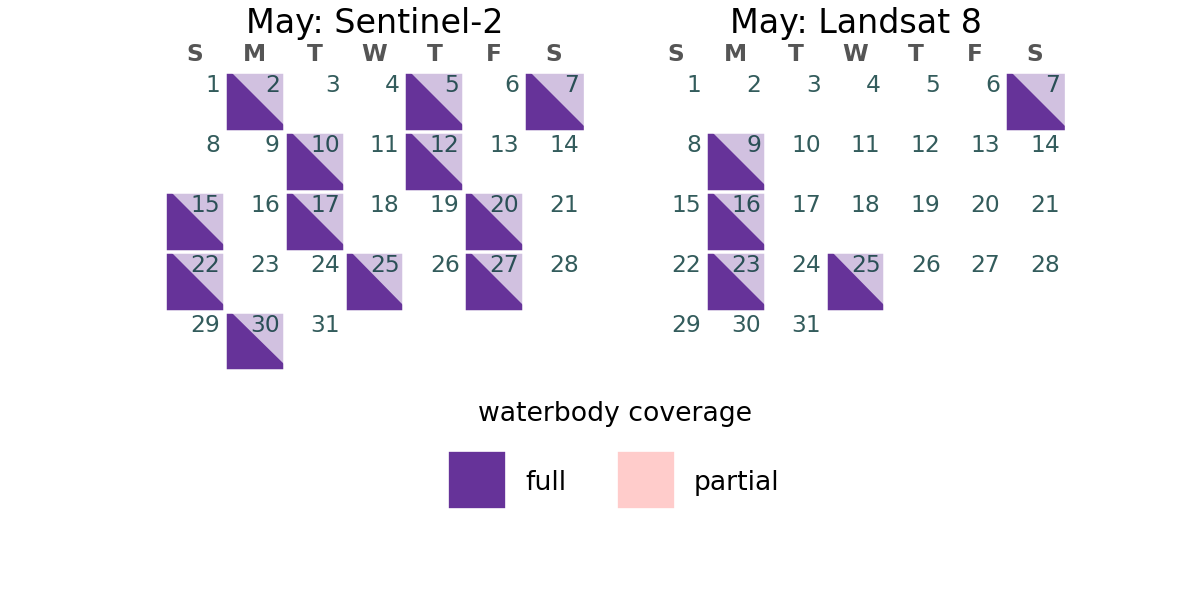 May: Sentinel-2
S M T W T F S
1 2 3 4 5 6 7
8 9 10 11 12 13 14
15 16 17 18 19 20 21
22 23 24 25 26 27 28
29 30 31
May: Landsat 8
S M T W T F S
1 2 3 4 5 6 7
8 9 10 11 12 13 14
15 16 17 18 19 20 21
22 23 24 25 26 27 28
29 30 31
waterbody coverage
full partial